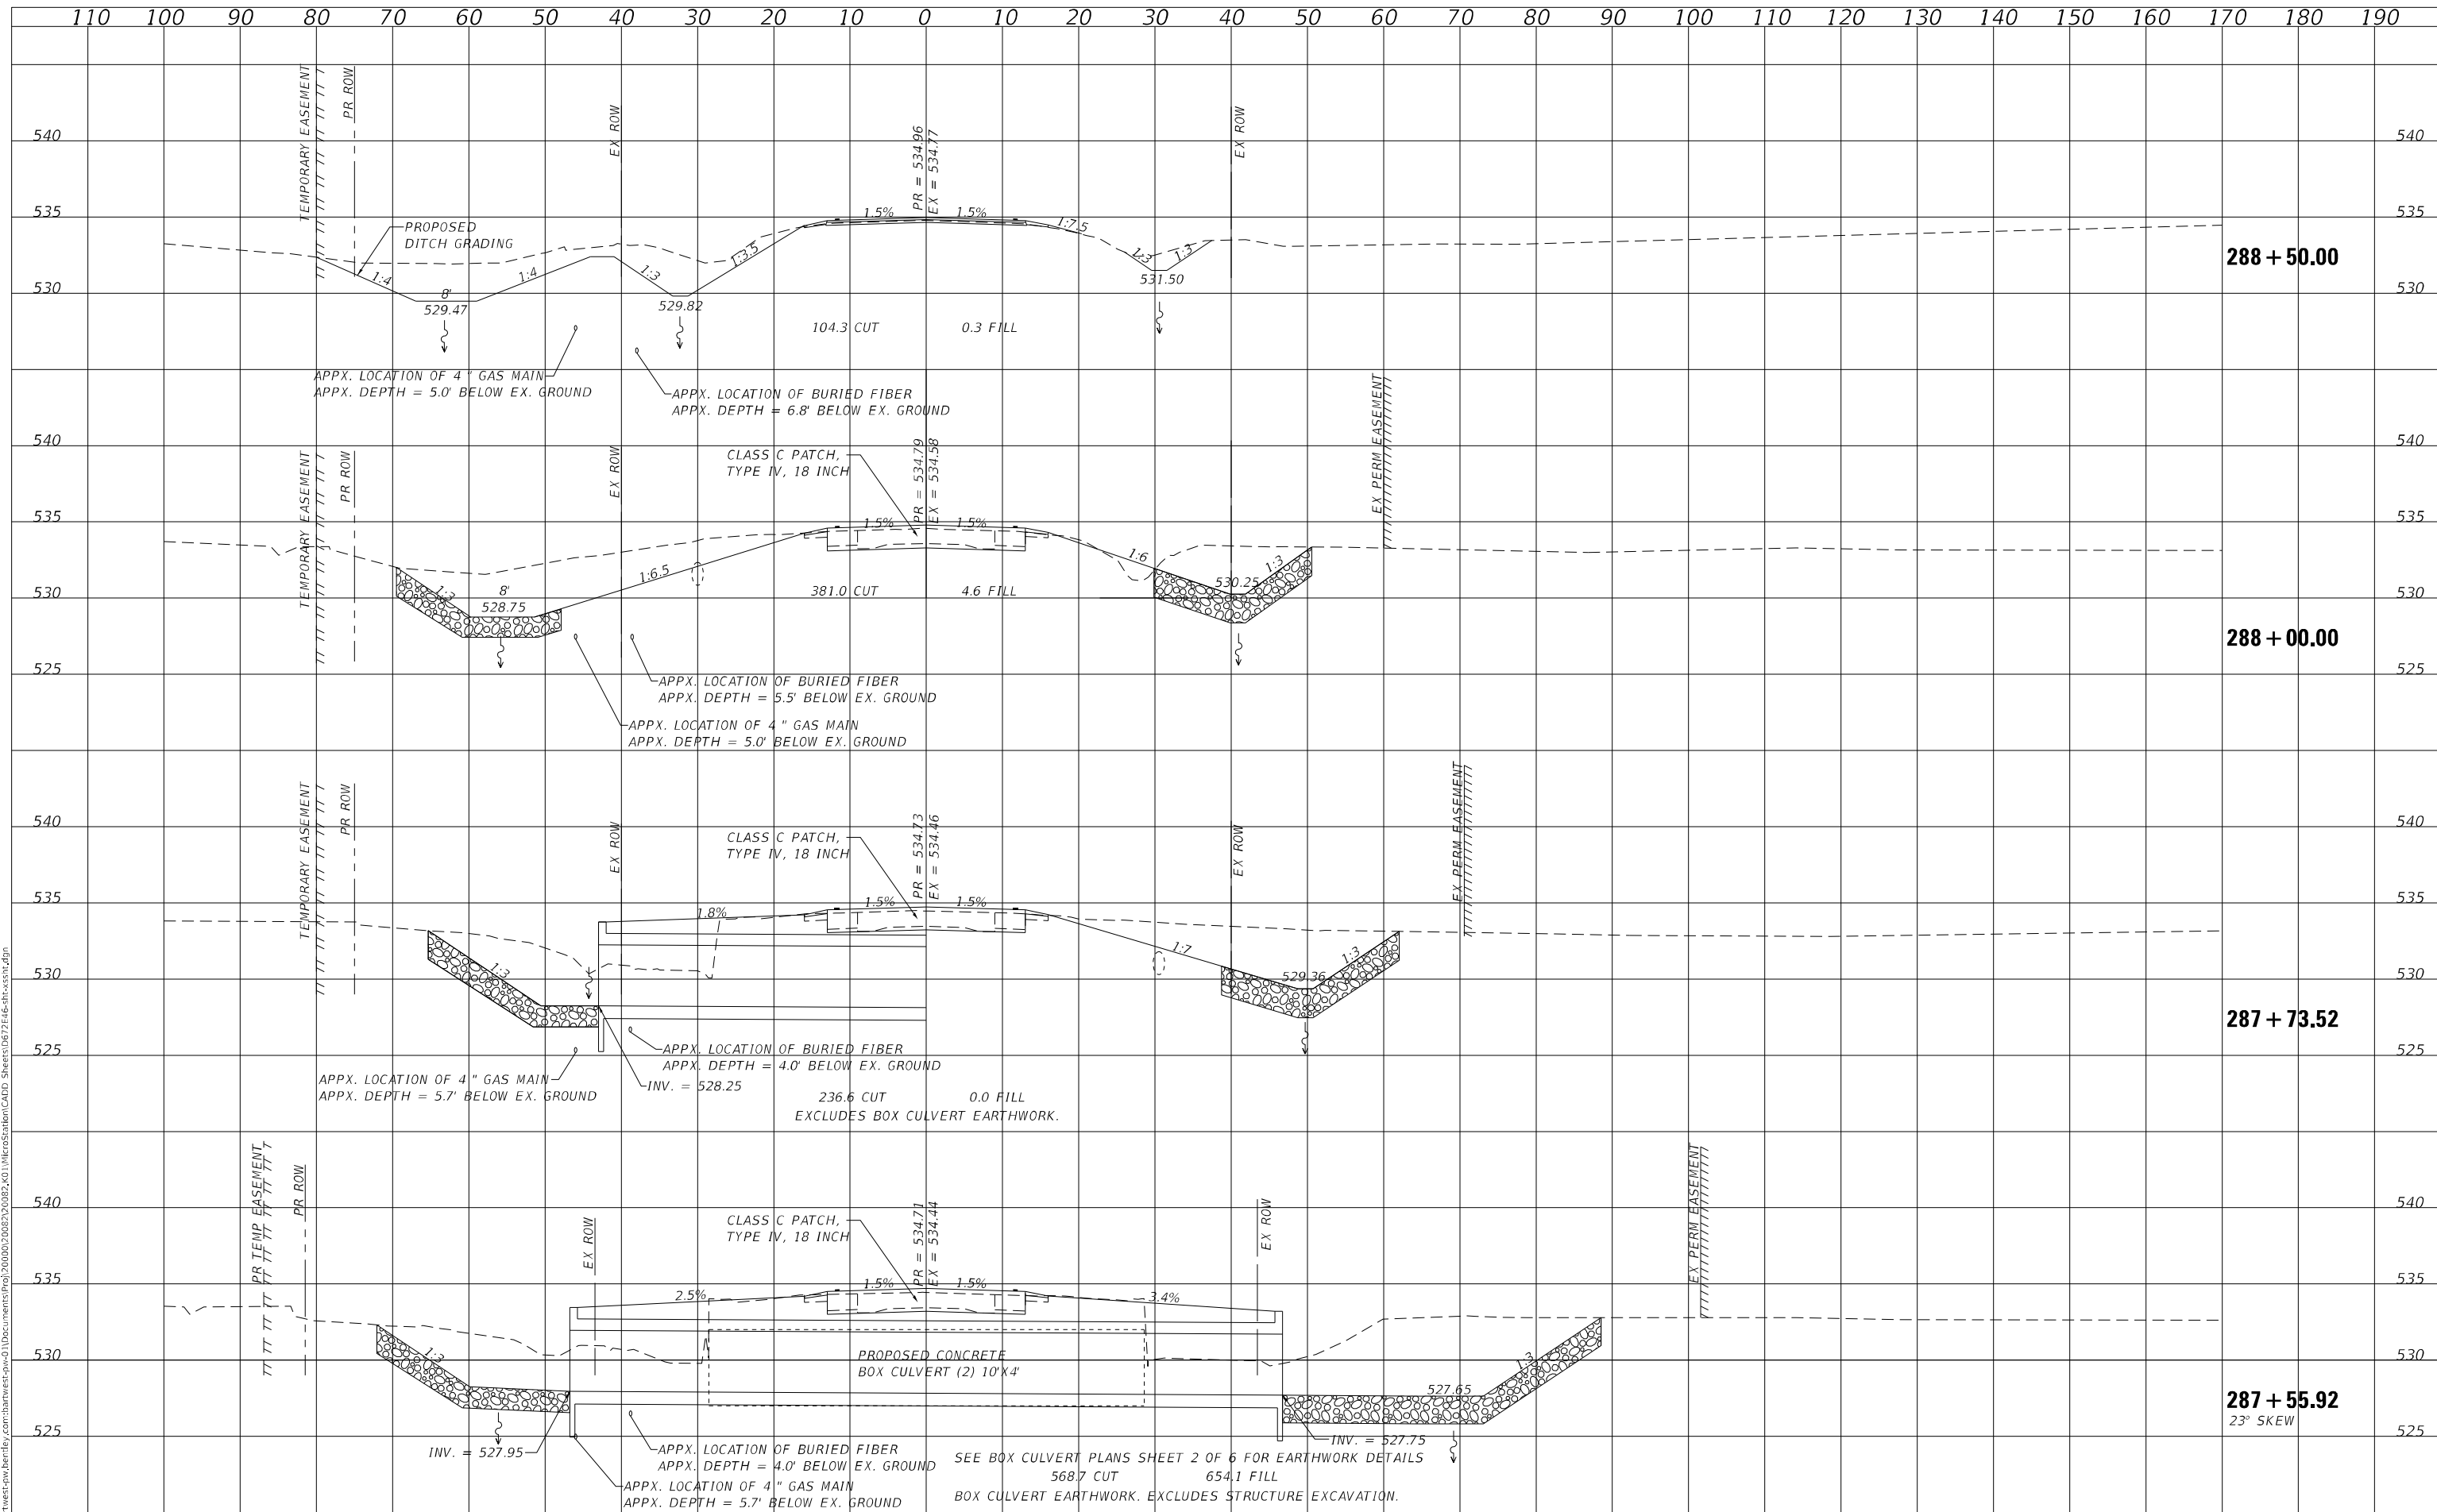 110 100 90 80 70 60 50 40 30 20 10 0 10 20 30 40 50 60 70 80 90 100 110 120 130 140 150 160 170 180 190
TEMPORARY EASEMENT
PR ROW
EX ROW
PR = 534.96
EX = 534.77
EX ROW
540 540
535 535
530 530
PROPOSED
DITCH GRADING
1:4
8'
529.47
1:4
1:3
529.82
1:3.5
1.5% 1.5%
1:7.5
1:3
1:3
531.50
288+50.00
104.3 CUT 0.3 FILL
APPX. LOCATION OF 4 " GAS MAIN
APPX. DEPTH = 5.0' BELOW EX. GROUND
APPX. LOCATION OF BURIED FIBER
APPX. DEPTH = 6.8' BELOW EX. GROUND
TEMPORARY EASEMENT
PR ROW
EX ROW
PR = 534.79
EX = 534.58
EX PERM EASEMENT
540 540
535 535
530 530
525 525
CLASS C PATCH,
TYPE IV, 18 INCH
1.5% 1.5%
1:3
8'
528.75
1:6.5
1:6
530.25
1:3
381.0 CUT 4.6 FILL
288+00.00
APPX. LOCATION OF BURIED FIBER
APPX. DEPTH = 5.5' BELOW EX. GROUND
APPX. LOCATION OF 4 " GAS MAIN
APPX. DEPTH = 5.0' BELOW EX. GROUND
TEMPORARY EASEMENT
PR ROW
EX ROW
PR = 534.73
EX = 534.46
EX ROW
EX PERM EASEMENT
540 540
535 535
530 530
525 525
CLASS C PATCH,
TYPE IV, 18 INCH
1.8%
1.5% 1.5%
1:3
1:7
529.36
1:3
287+73.52
APPX. LOCATION OF BURIED FIBER
APPX. DEPTH = 4.0' BELOW EX. GROUND
APPX. LOCATION OF 4 " GAS MAIN
APPX. DEPTH = 5.7' BELOW EX. GROUND
INV. = 528.25
236.6 CUT 0.0 FILL
EXCLUDES BOX CULVERT EARTHWORK.
PR TEMP EASEMENT
PR ROW
EX ROW
PR = 534.71
EX = 534.44
EX ROW
EX PERM EASEMENT
540 540
535 535
530 530
525 525
CLASS C PATCH,
TYPE IV, 18 INCH
2.5%
1.5% 1.5%
3.4%
1:3
PROPOSED CONCRETE
BOX CULVERT (2) 10'X4'
527.65
1:3
287+55.92
23° SKEW
INV. = 527.95
INV. = 527.75
APPX. LOCATION OF BURIED FIBER
APPX. DEPTH = 4.0' BELOW EX. GROUND
APPX. LOCATION OF 4 " GAS MAIN
APPX. DEPTH = 5.7' BELOW EX. GROUND
SEE BOX CULVERT PLANS SHEET 2 OF 6 FOR EARTHWORK DETAILS
568.7 CUT 654.1 FILL
BOX CULVERT EARTHWORK. EXCLUDES STRUCTURE EXCAVATION.